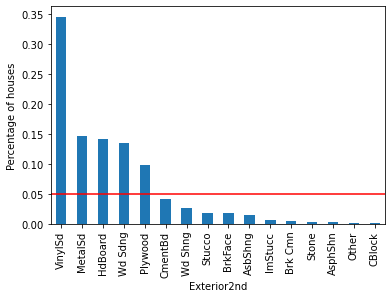 Percentage of houses
0.35
0.30
0.25
0.20
0.15
0.10
0.05
0.00
VinylSd
MetalSd
HdBoard
Wd Sdng
Plywood
CmentBd
Wd Shng
Stucco
BrkFace
AsbShng
ImStucc
Brk Cmn
Stone
AsphShn
Other
CBlock
Exterior2nd